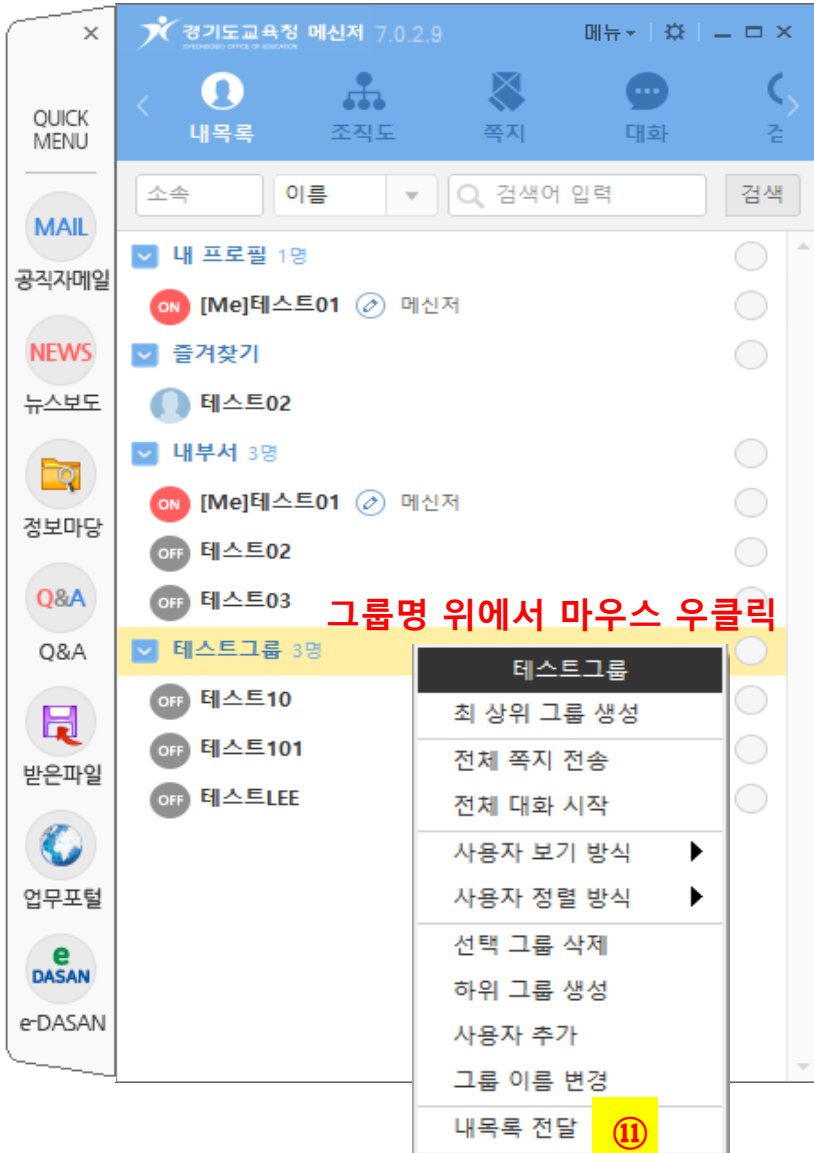 경기도교육청 메신저 7.0.2.9 메뉴
QUICK
MENU
내목록 조직도 쪽지 대화
소속 이름 검색어 입력 검색
MAIL
공직자메일
NEWS
뉴스보도
정보마당
Q&A
Q&A
받은파일
업무포털
e
DASAN
e-DASAN
내 프로필 1명
ON [Me]테스트01 메신저
즐겨찾기
테스트02
내부서 3명
ON [Me]테스트01 메신저
OFF 테스트02
OFF 테스트03
그룹명 위에서 마우스 우클릭
테스트그룹 3명
OFF 테스트10
OFF 테스트101
OFF 테스트LEE
테스트그룹
최 상위 그룹 생성
전체 쪽지 전송
전체 대화 시작
사용자 보기 방식
사용자 정렬 방식
선택 그룹 삭제
하위 그룹 생성
사용자 추가
그룹 이름 변경
내목록 전달 ⑪